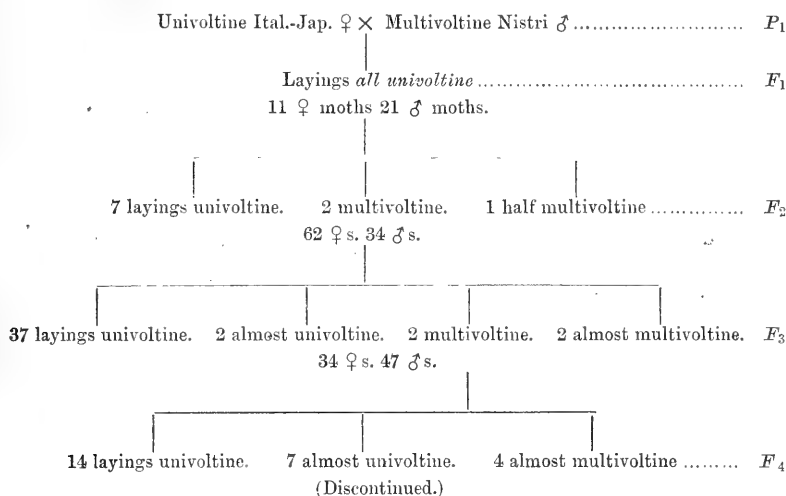 Univoltine Ital.-Jap. ♀ × Multivoltine Nistri ♂ .......................... P₁
Layings all univoltine .................................................. F₁
11 ♀ moths 21 ♂ moths.
7 layings univoltine. 2 multivoltine. 1 half multivoltine ............... F₂
62 ♀ s. 34 ♂ s.
37 layings univoltine. 2 almost univoltine. 2 multivoltine. 2 almost multivoltine. F₃
34 ♀ s. 47 ♂ s.
14 layings univoltine. 7 almost univoltine. 4 almost multivoltine ......... F₄
(Discontinued.)